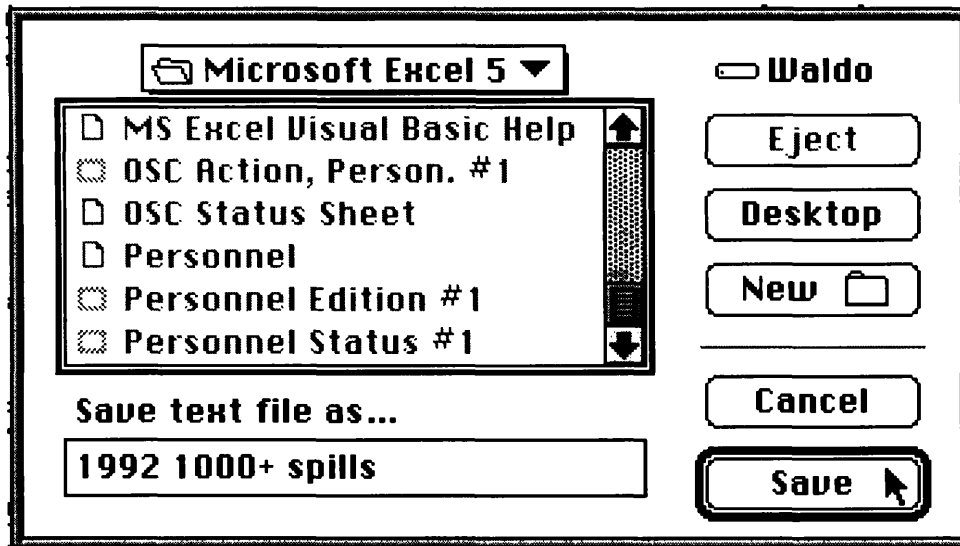 Microsoft Excel 5
Waldo
MS Excel Visual Basic Help
OSC Action, Person. #1
OSC Status Sheet
Personnel
Personnel Edition #1
Personnel Status #1
Eject
Desktop
New
Save text file as...
1992 1000+ spills
Cancel
Save